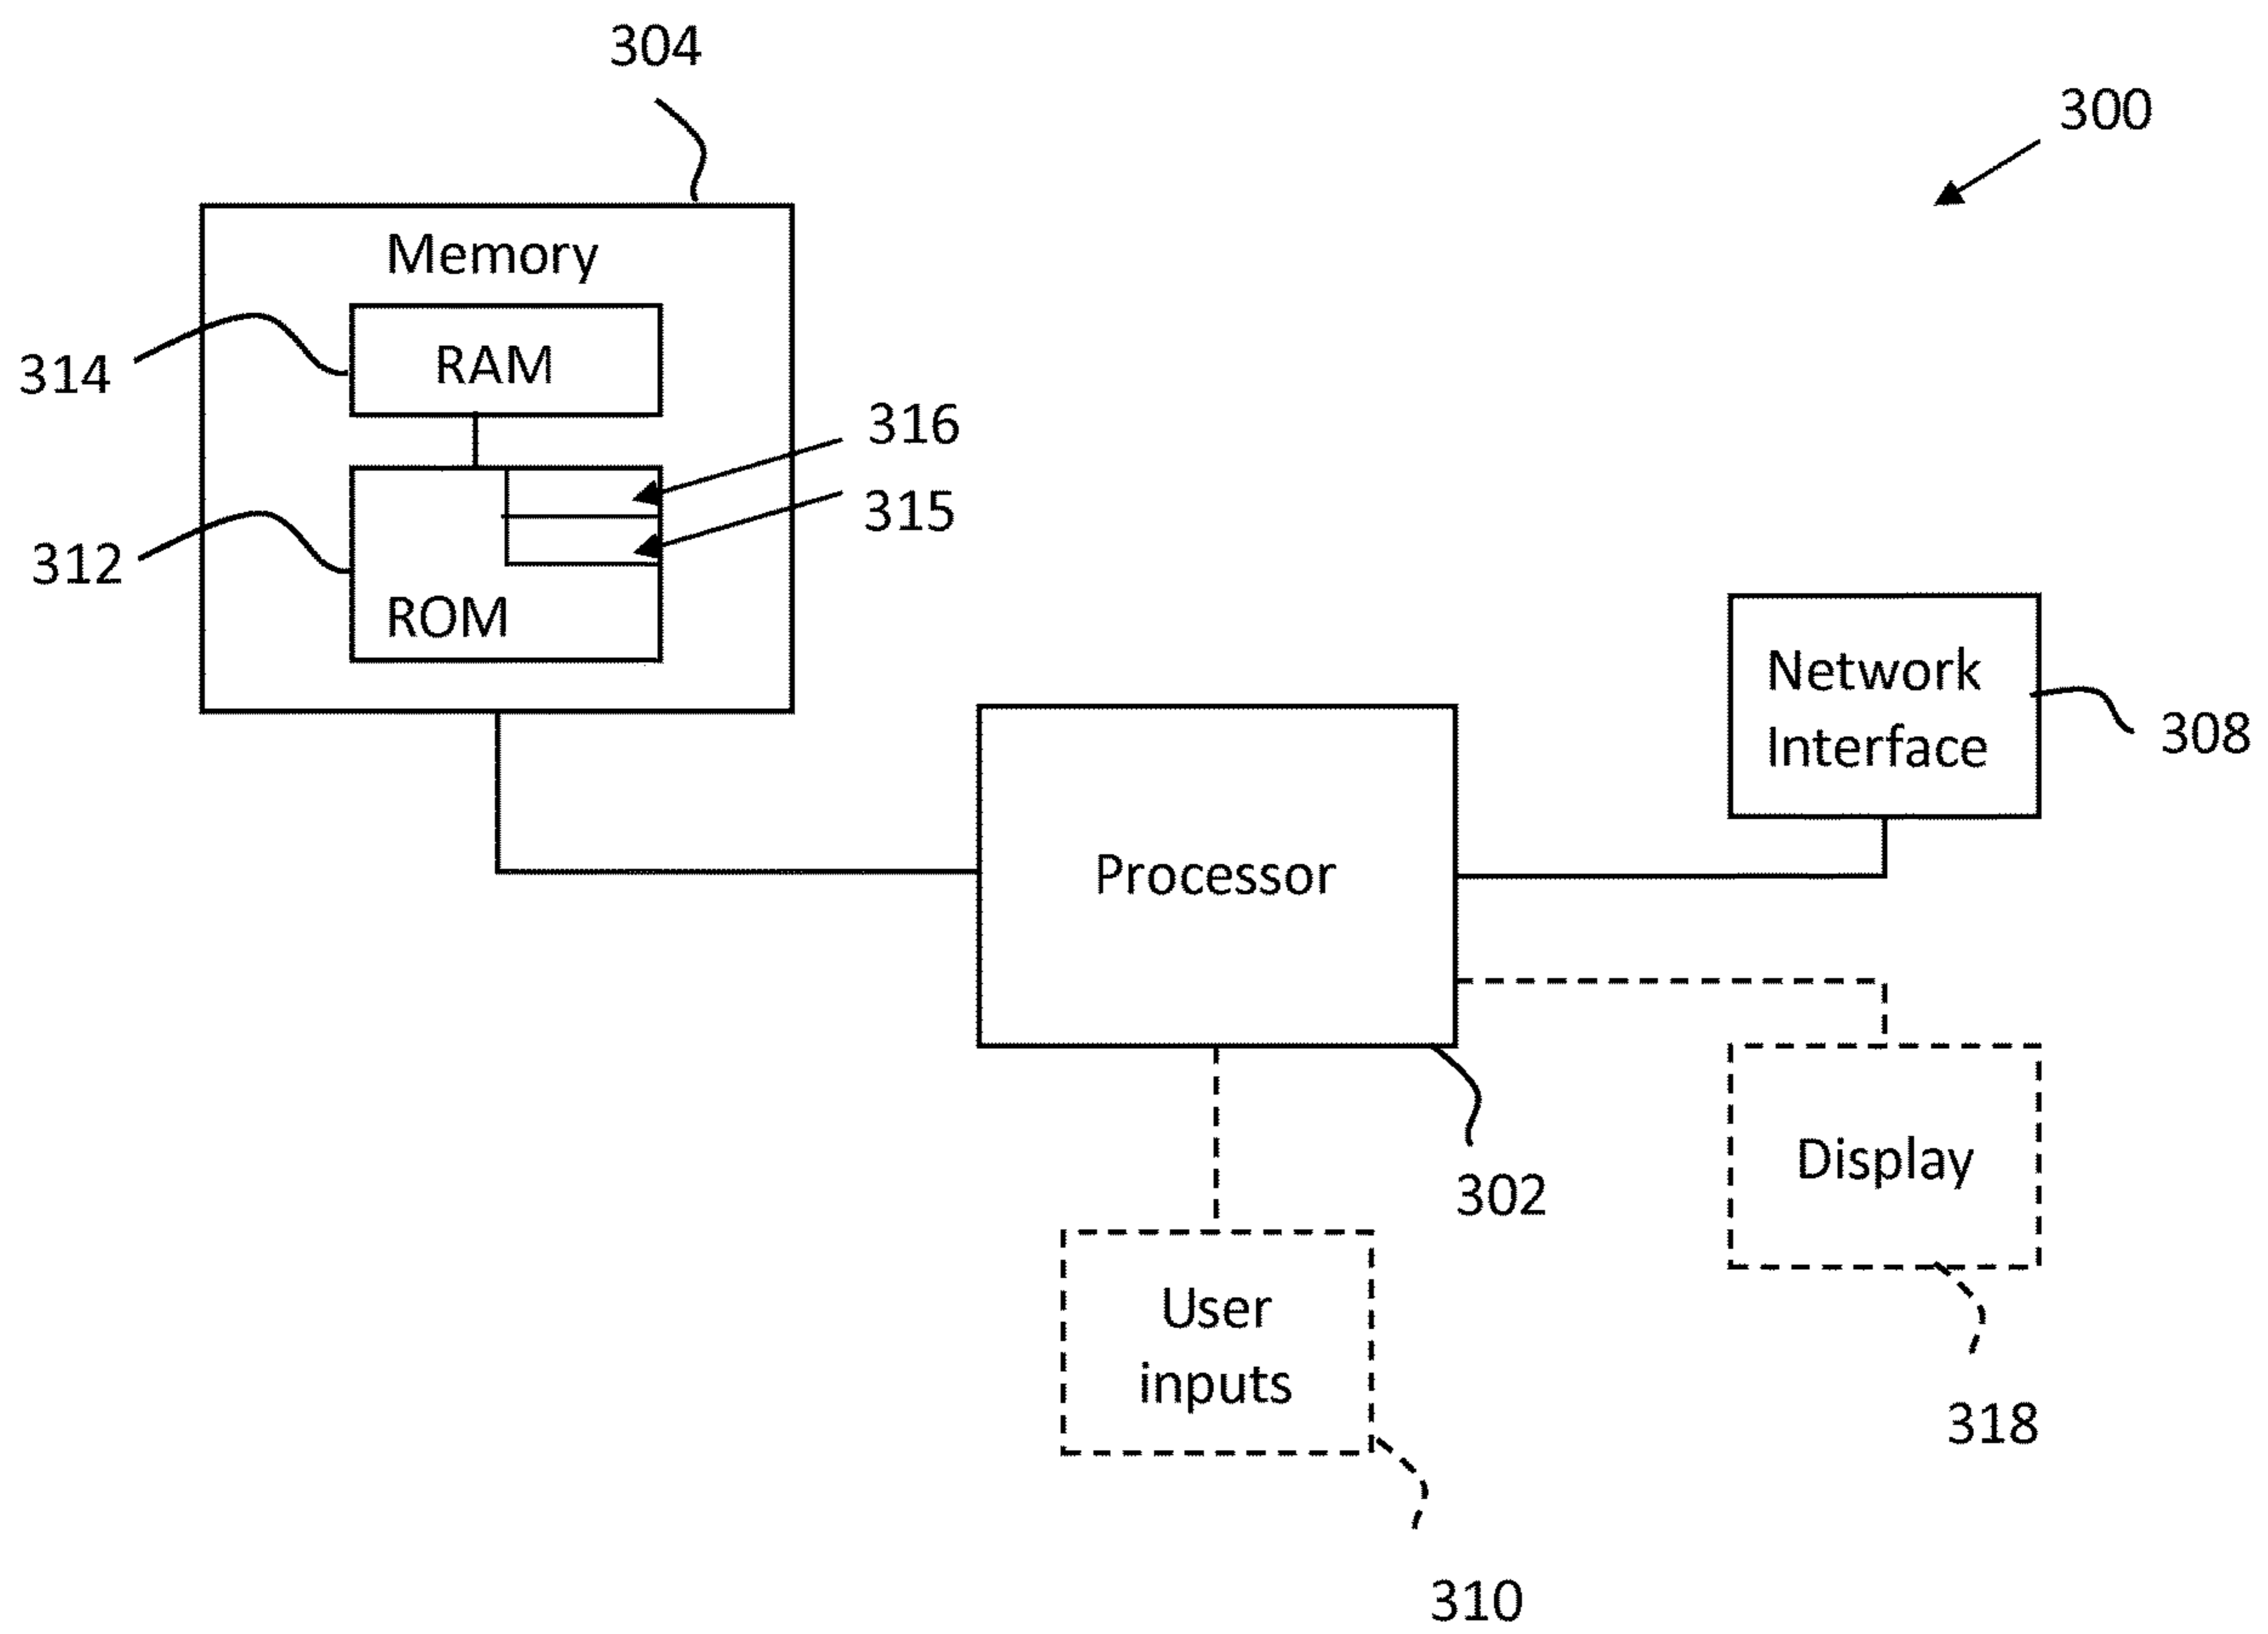 304
300
Memory
RAM
314
316
315
312
ROM
Network
Interface
308
Processor
302
Display
User
inputs
318
310